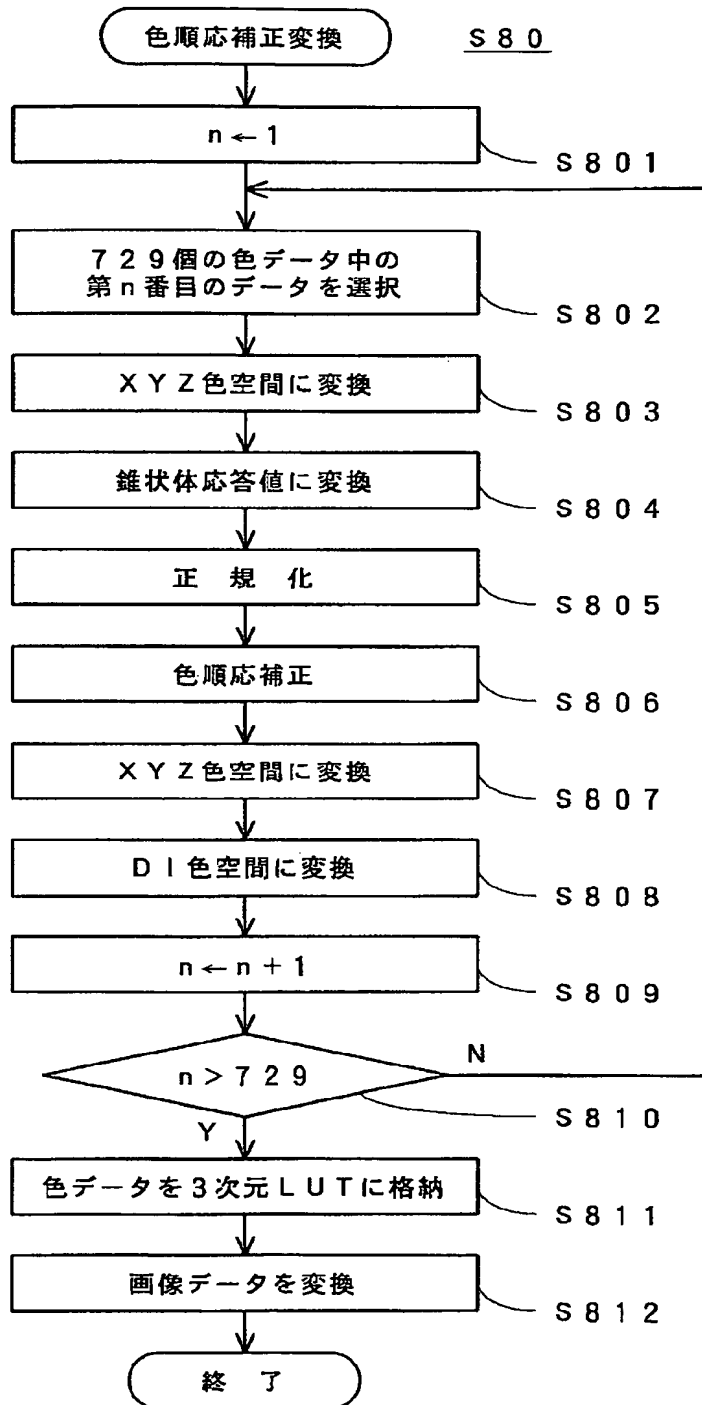 色順応補正変換
S80
n←1
S801
729個の色データ中の
第n番目のデータを選択
S802
XYZ色空間に変換
S803
錐状体応答値に変換
S804
正規化
S805
色順応補正
S806
XYZ色空間に変換
S807
DI色空間に変換
S808
n←n+1
S809
n>729
N
S810
Y
色データを3次元LUTに格納
S811
画像データを変換
S812
終了